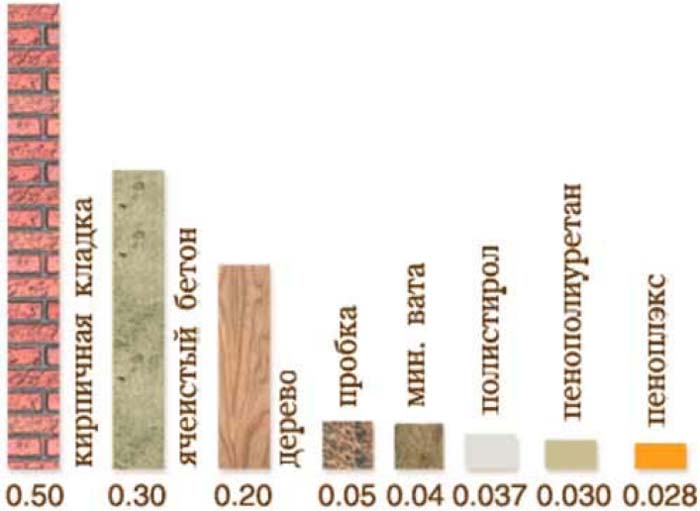 кирпичная кладка
ячеистый бетон
дерево
пробка
мин. вата
полистирол
пенополиуретан
пеноплэкс
0.50 0.30 0.20 0.05 0.04 0.037 0.030 0.028